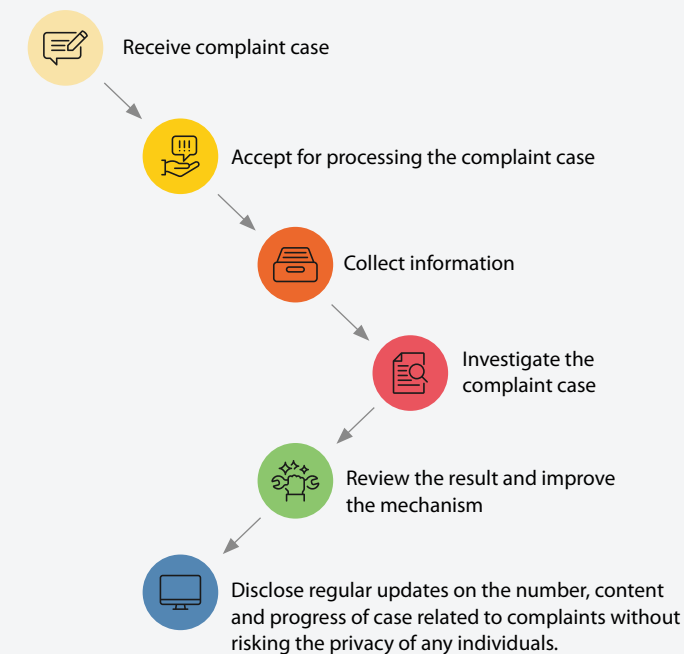 Receive complaint case
Accept for processing the complaint case
Collect information
Investigate the
complaint case
Review the result and improve
the mechanism
Disclose regular updates on the number, content
and progress of case related to complaints without
risking the privacy of any individuals.